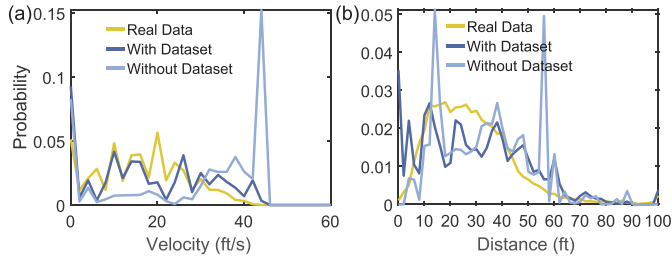 (a)
0.15
0.1
0.05
0
Probability
Real Data
With Dataset
Without Dataset
0 20 40 60
Velocity (ft/s)
(b)
0.05
0.04
0.03
0.02
0.01
0
Real Data
With Dataset
Without Dataset
0 10 20 30 40 50 60 70 80 90 100
Distance (ft)